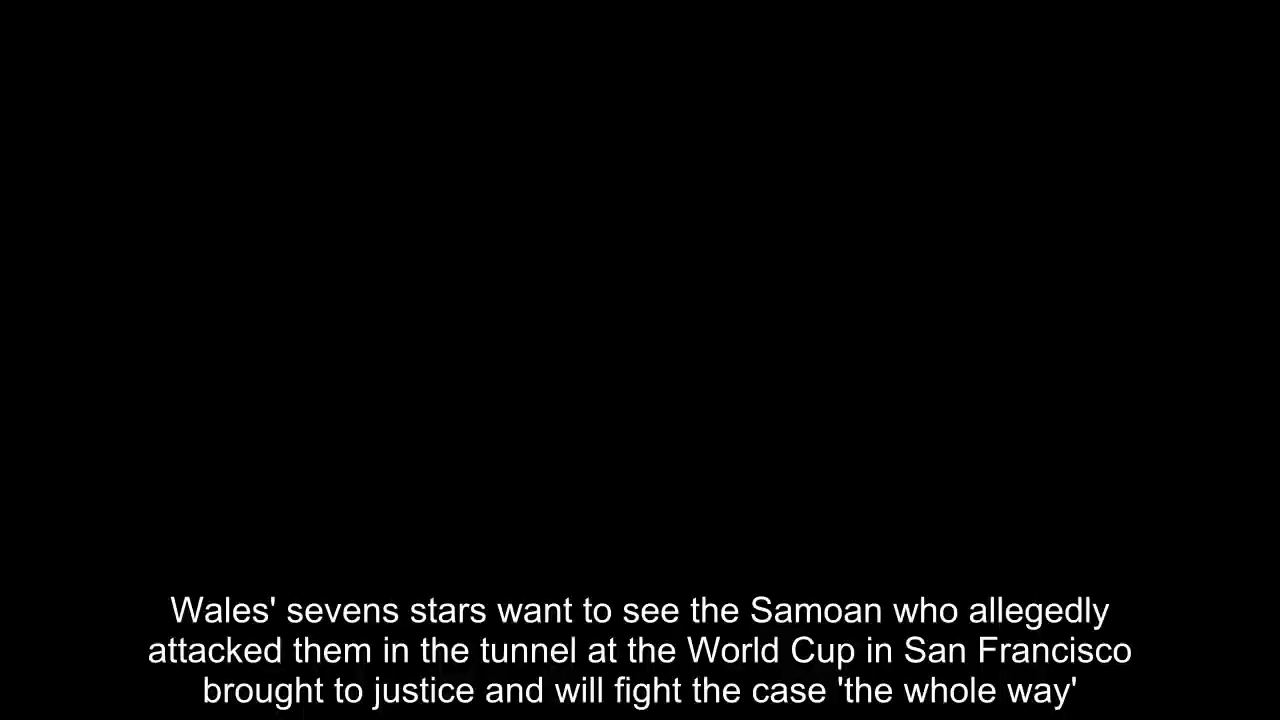 Wales' sevens stars want to see the Samoan who allegedly
attacked them in the tunnel at the World Cup in San Francisco
brought to justice and will fight the case 'the whole way'